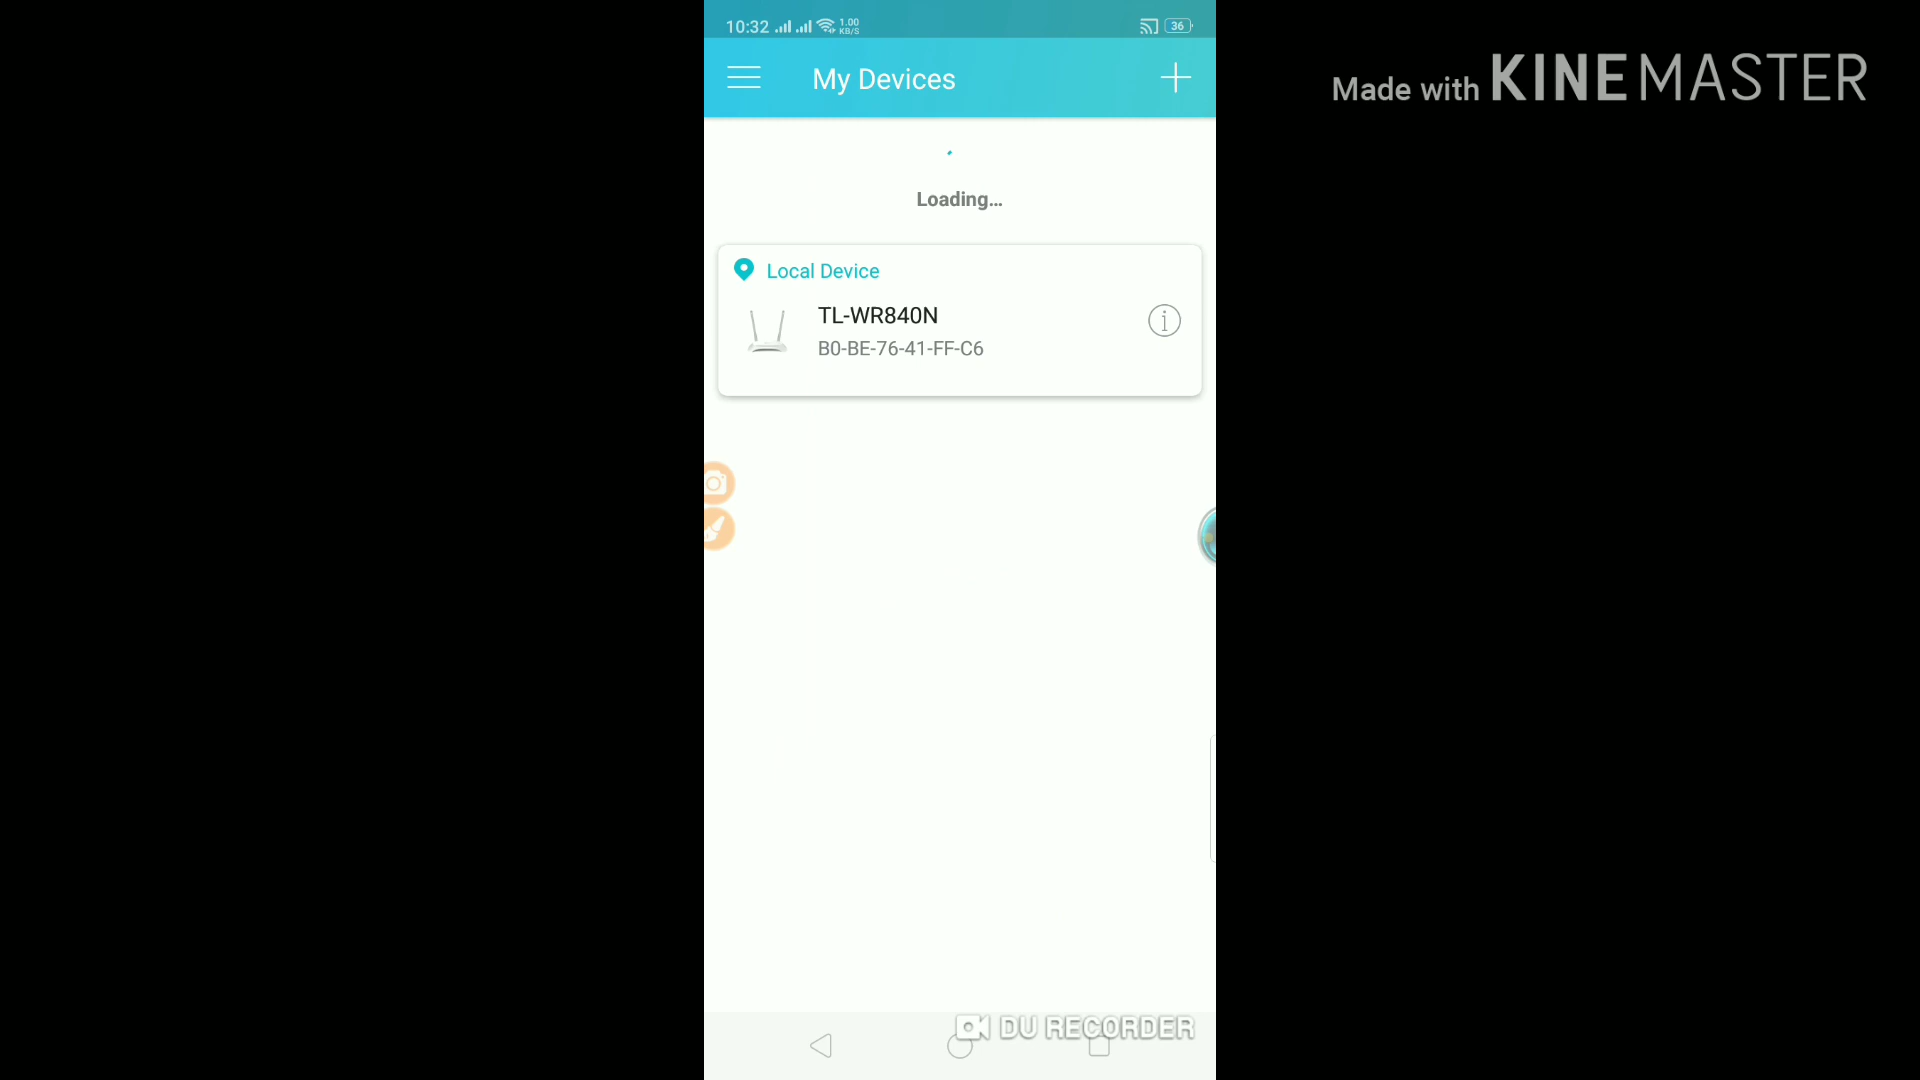 10:32
1.00
KB/S
36
Made with KINEMASTER
My Devices
Loading...
Local Device
TL-WR840N
B0-BE-76-41-FF-C6
DU RECORDER